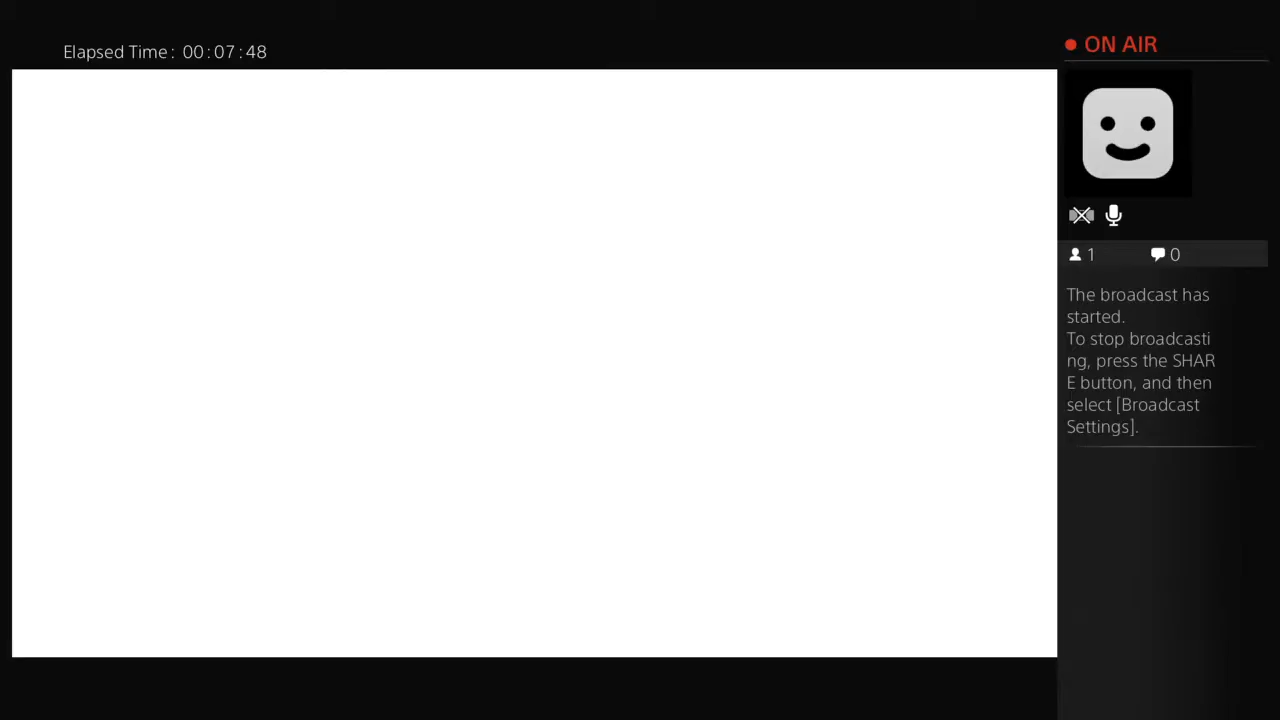 Elapsed Time: 00:07:48
ON AIR
1
0
The broadcast has
started.
To stop broadcasti
ng, press the SHAR
E button, and then
select [Broadcast
Settings].